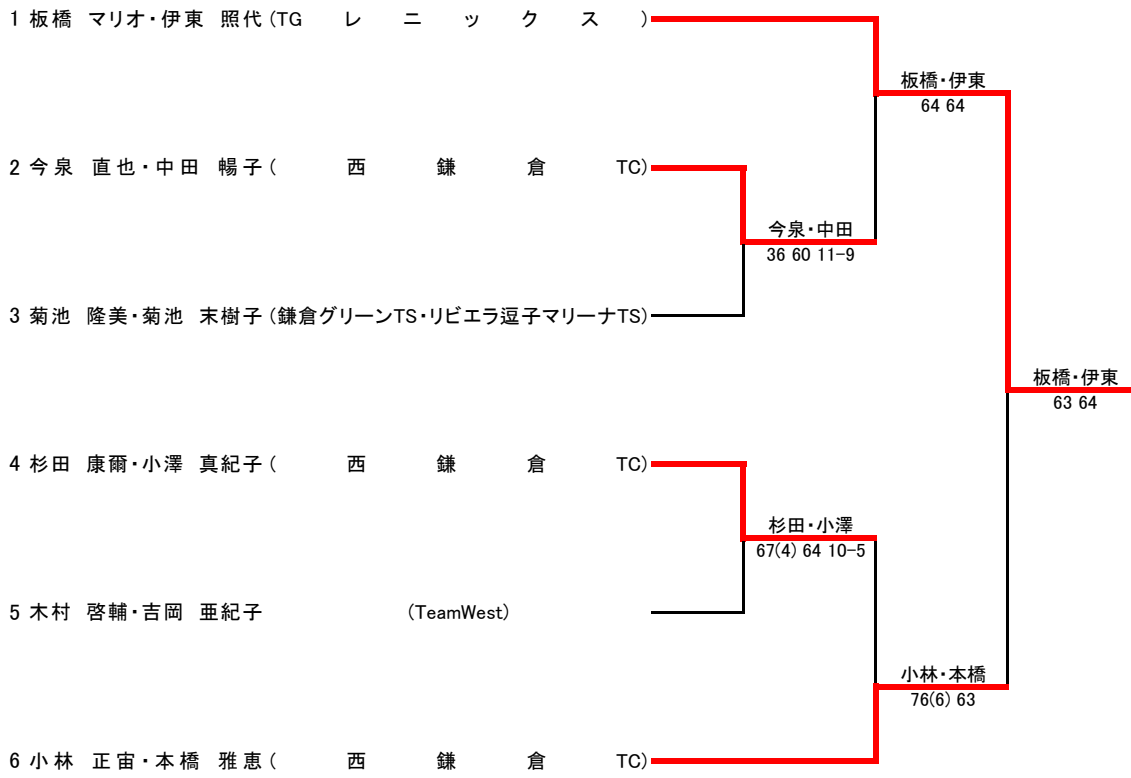 1 板橋 マリオ・伊東 照代 (TG レニックス)
板橋・伊東
64 64
2 今泉 直也・中田 暢子 (西鎌倉TC)
今泉・中田
36 60 11-9
3 菊池 隆美・菊池 末樹子 (鎌倉グリーンTS・リビエラ逗子マリーナTS)
板橋・伊東
63 64
4 杉田 康爾・小澤 真紀子 (西鎌倉TC)
杉田・小澤
67(4) 64 10-5
5 木村 啓輔・吉岡 亜紀子 (TeamWest)
小林・本橋
76(6) 63
6 小林 正宙・本橋 雅恵 (西鎌倉TC)